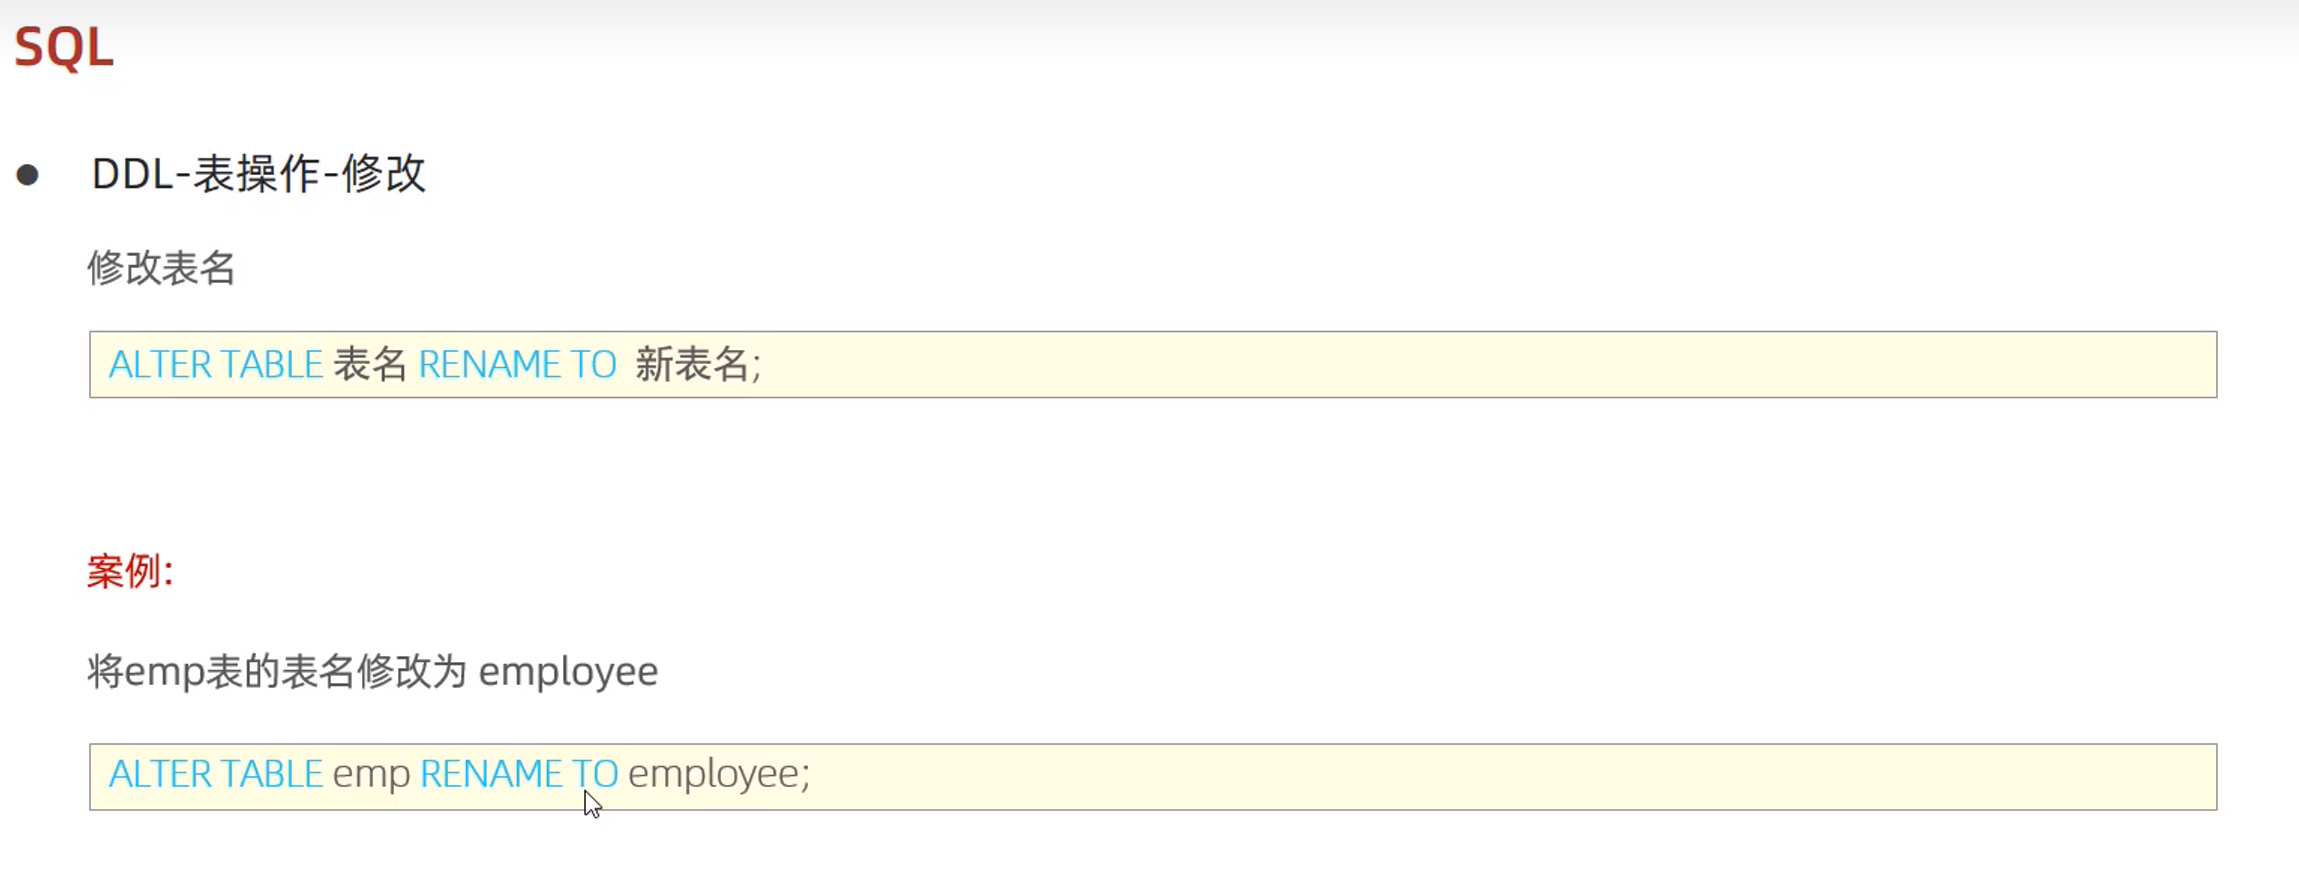 SQL
DDL-表操作-修改
修改表名
ALTER TABLE 表名 RENAME TO 新表名;
案例:
将emp表的表名修改为 employee
ALTER TABLE emp RENAME TO employee;